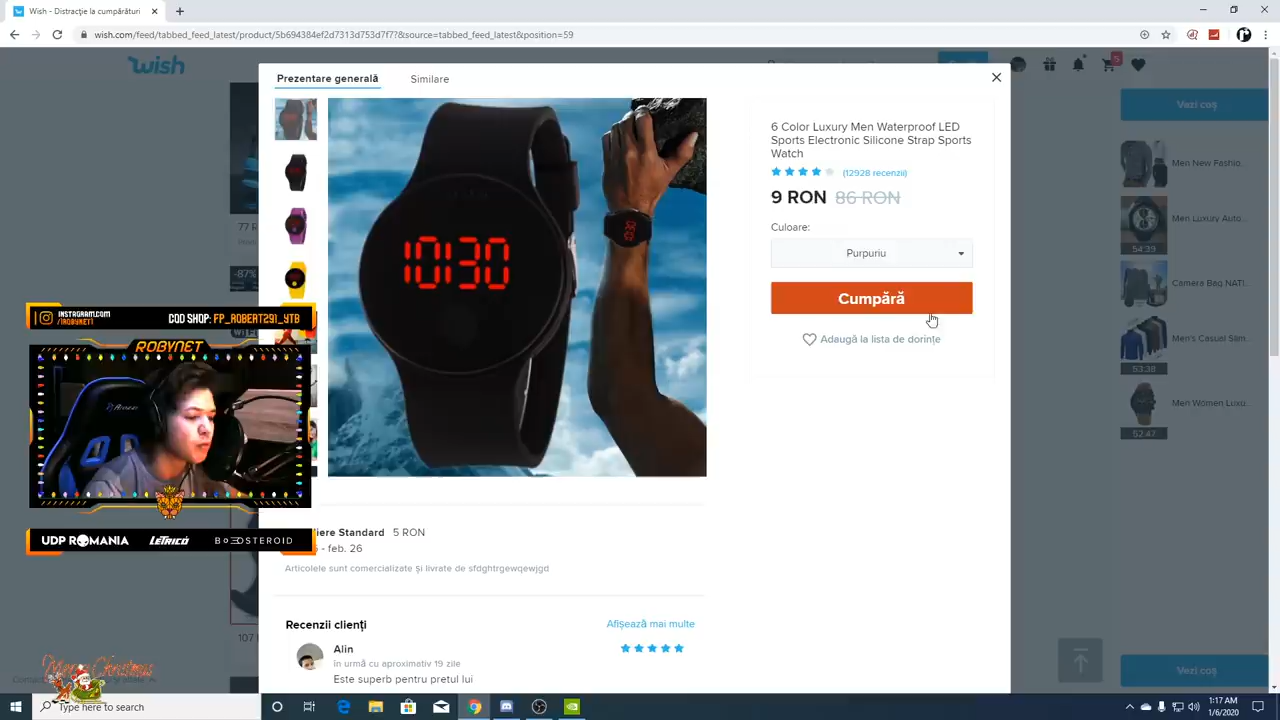 Wish - Distracție la cumpărături
wish.com/feed/tabbed_feed_latest/product/5b694384ef2d7313d753d7f7?&source=tabbed_feed_latest&position=59
wish
Prezentare generală
Similare
5
Vezi coș
6 Color Luxury Men Waterproof LED
Sports Electronic Silicone Strap Sports
Watch
(12928 recenzii)
9 RON 86 RON
Culoare:
Purpuriu
Cumpără
Adaugă la lista de dorințe
10:30
77 R
-87%
Men New Fashio...
Men Luxury Auto...
54:39
Camera Bag NATI...
Men's Casual Slim...
53:38
Men Women Luxu...
52:47
INSTAGRAM.COM
COD SHOP: FP_ROBERT291_YTB
ROBYNET
UDP ROMANIA
LETRICO
BOOSTEROID
iere Standard 5 RON
- feb. 26
Articolele sunt comercializate și livrate de sfdghtrgewqewjgd
Recenzii clienți
Afișează mai multe
Alin
în urmă cu aproximativ 19 zile
Este superb pentru pretul lui
107
Vezi coș
Merry Christmas
Type here to search
1:17 AM
1/6/2020